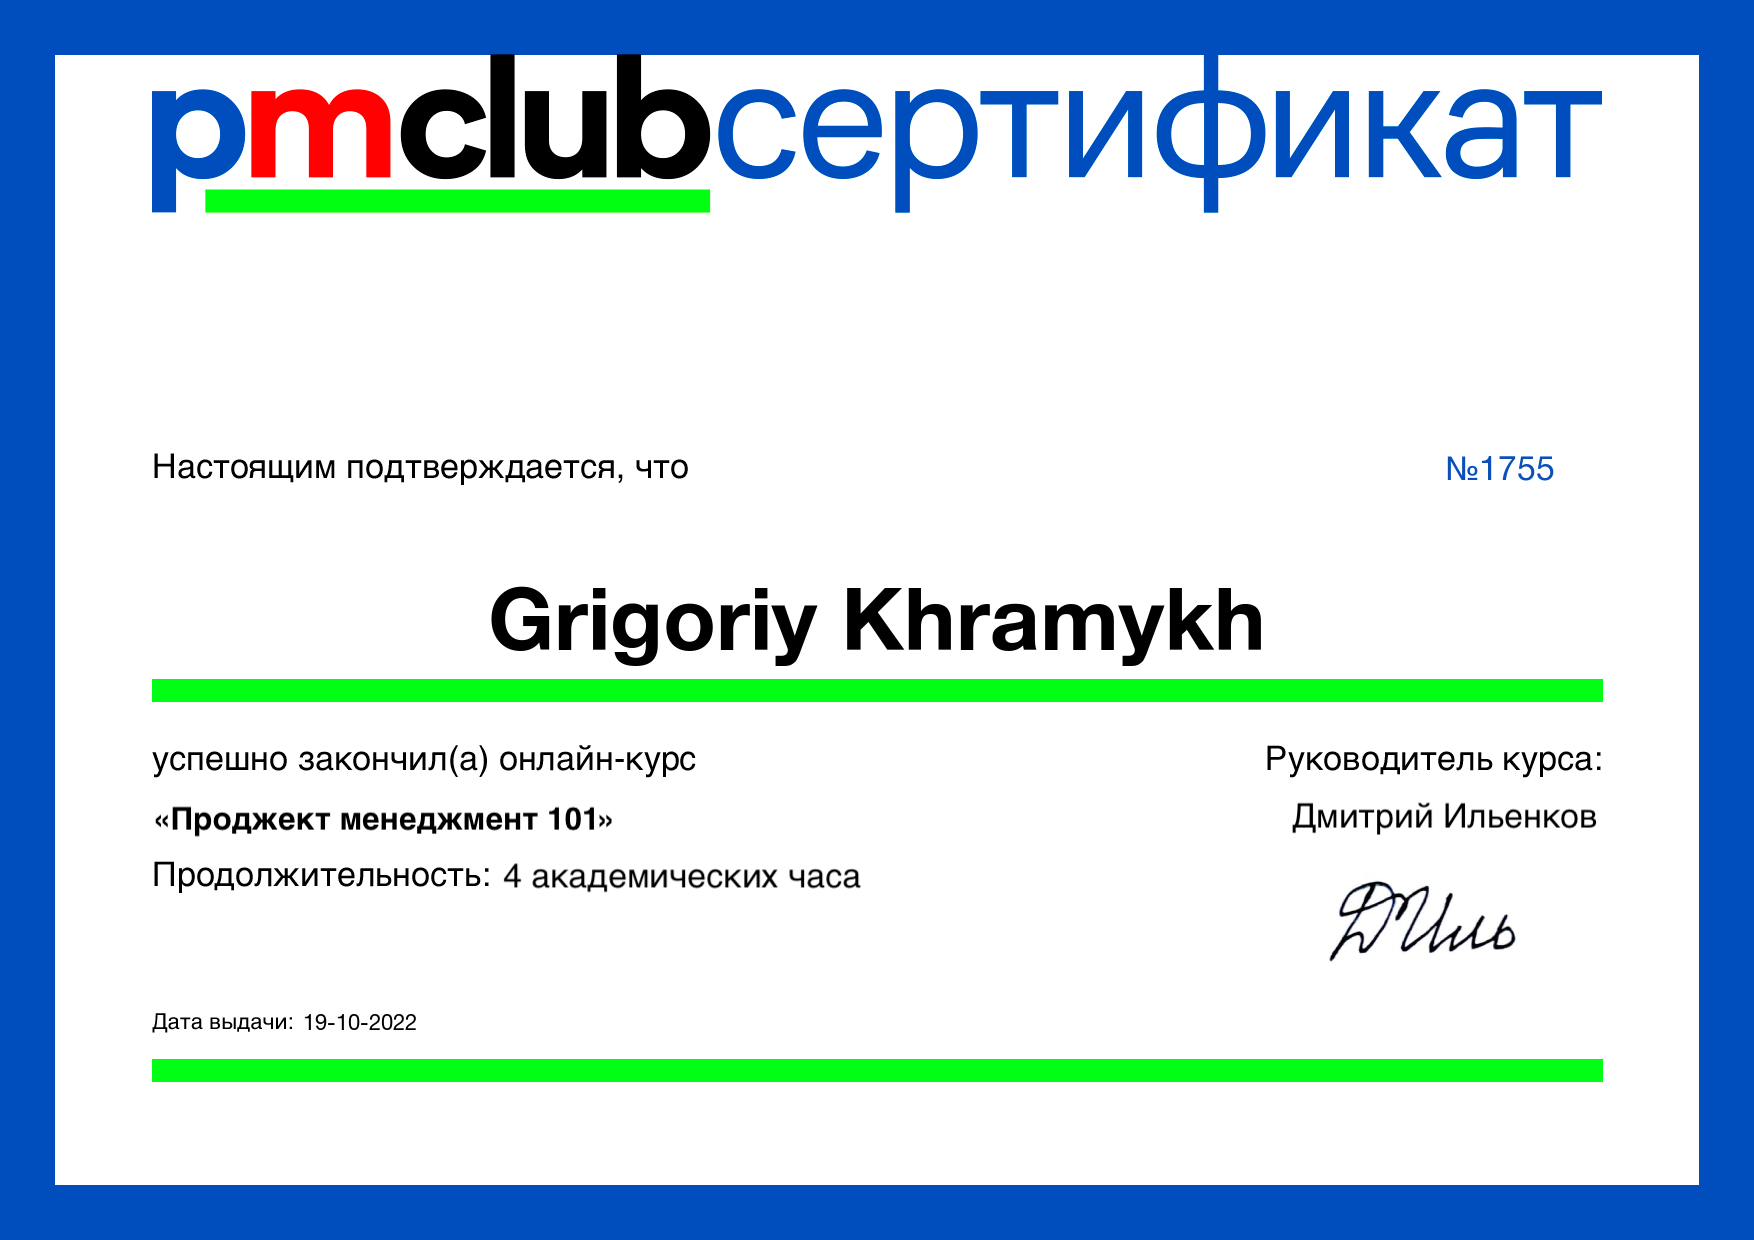 pmclubсертификат
Настоящим подтверждается, что
№1755
Grigoriy Khramykh
успешно закончил(а) онлайн-курс
Руководитель курса:
«Проджект менеджмент 101»
Дмитрий Ильенков
Продолжительность: 4 академических часа
Дата выдачи: 19-10-2022